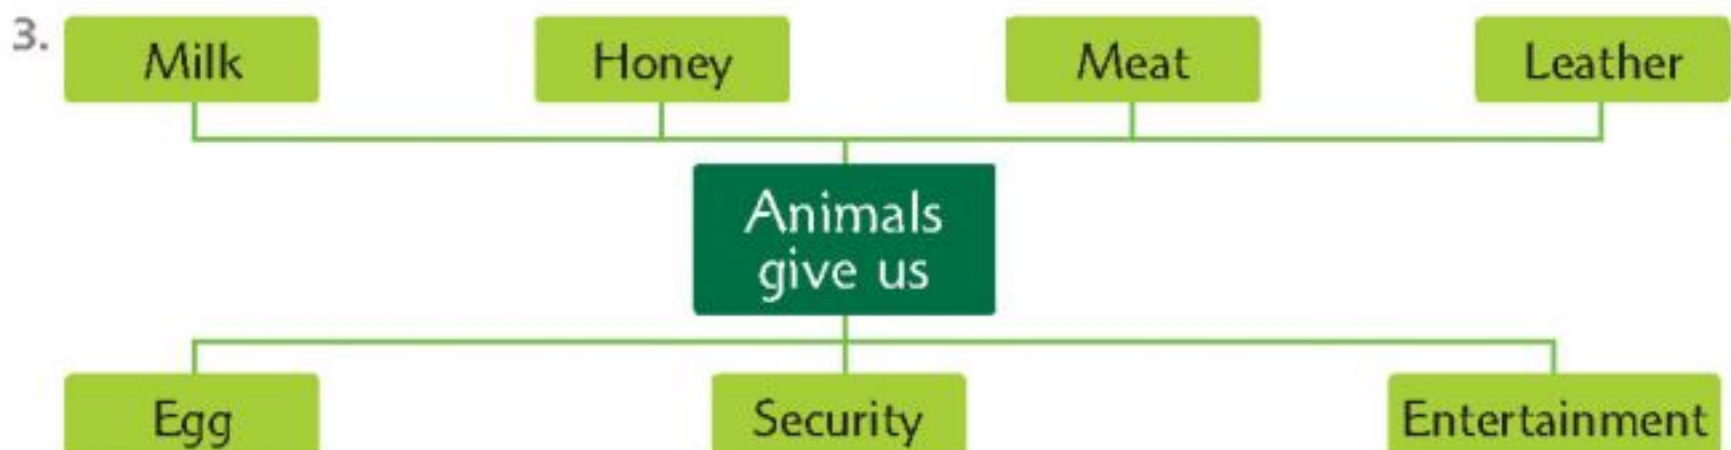 3.
Milk
Honey
Meat
Leather
Animals
give us
Egg
Security
Entertainment